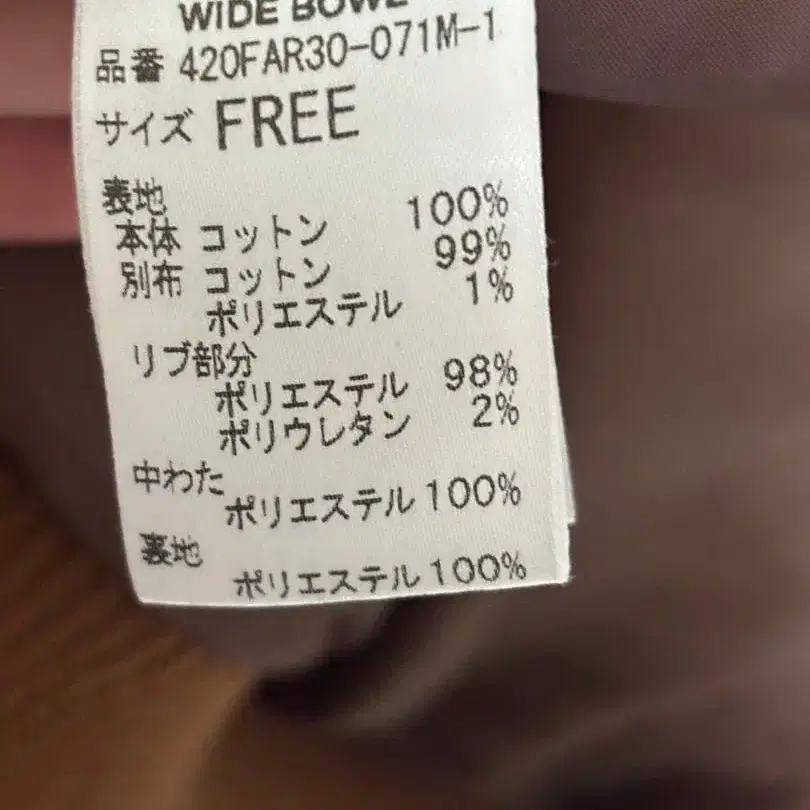 WIDE BOWL
品番 420FAR30-071M-1
サイズ FREE
表地
本体 コットン 100%
別布 コットン 99%
ポリエステル 1%
リブ部分
ポリエステル 98%
ポリウレタン 2%
中わた
ポリエステル 100%
裏地
ポリエステル 100%